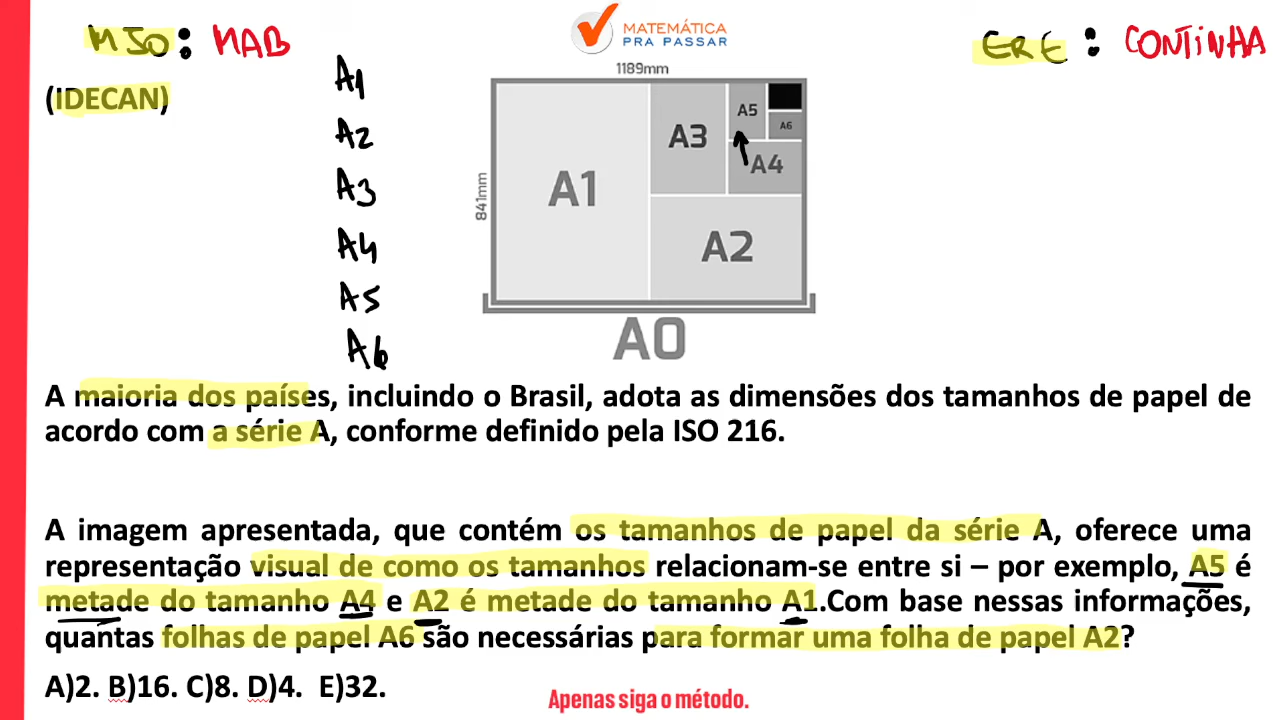 MJO : MAB
MATEMÁTICA
PRA PASSAR
ERE : CONTINHA
(IDECAN)
A1
A2
A3
A4
A5
A6
1189mm
841mm
A1
A3
A5
A6
A4
A2
A0
A maioria dos países, incluindo o Brasil, adota as dimensões dos tamanhos de papel de
acordo com a série A, conforme definido pela ISO 216.
A imagem apresentada, que contém os tamanhos de papel da série A, oferece uma
representação visual de como os tamanhos relacionam-se entre si – por exemplo, A5 é
metade do tamanho A4 e A2 é metade do tamanho A1.Com base nessas informações,
quantas folhas de papel A6 são necessárias para formar uma folha de papel A2?
A)2. B)16. C)8. D)4. E)32.
Apenas siga o método.